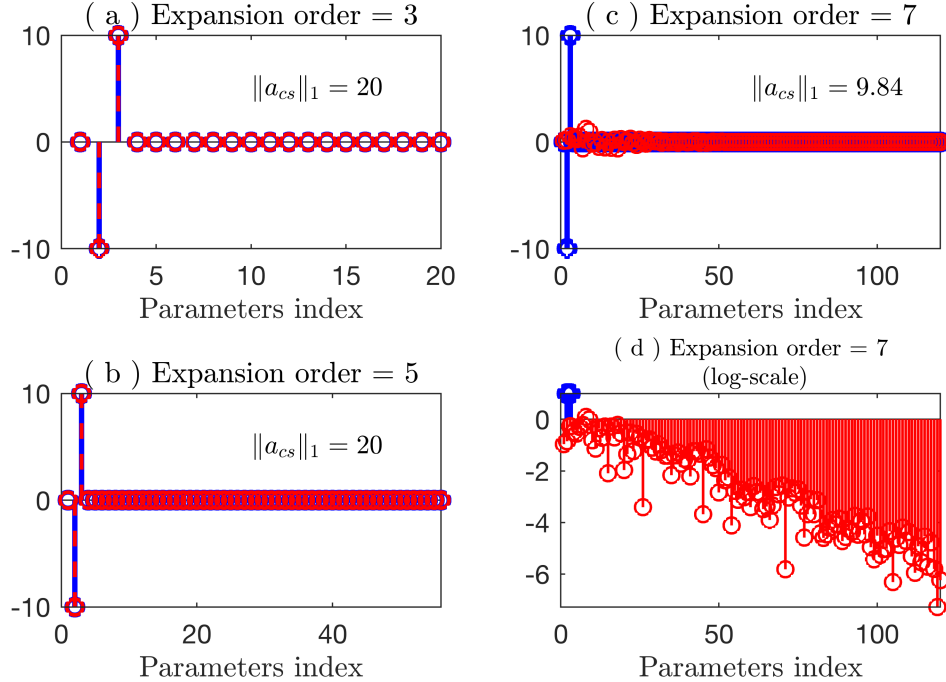 ( a ) Expansion order = 3
10
0
-10
‖a_cs‖₁ = 20
0 5 10 15 20
Parameters index
( c ) Expansion order = 7
10
0
-10
‖a_cs‖₁ = 9.84
0 50 100
Parameters index
( b ) Expansion order = 5
10
0
-10
‖a_cs‖₁ = 20
0 20 40
Parameters index
( d ) Expansion order = 7
(log-scale)
0
-2
-4
-6
0 50 100
Parameters index